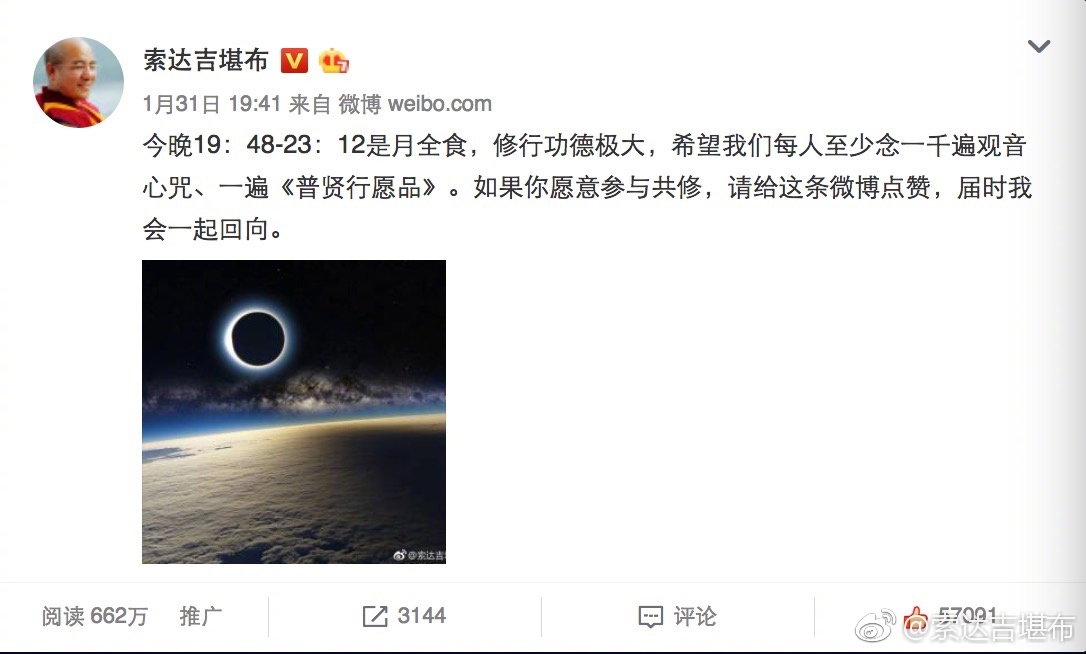 索达吉堪布
1月31日 19:41 来自 微博 weibo.com
今晚19：48-23：12是月全食，修行功德极大，希望我们每人至少念一千遍观音
心咒、一遍《普贤行愿品》。如果你愿意参与共修，请给这条微博点赞，届时我
会一起回向。
@索达吉
阅读 662万 推广 3144 评论 57091
@索达吉堪布